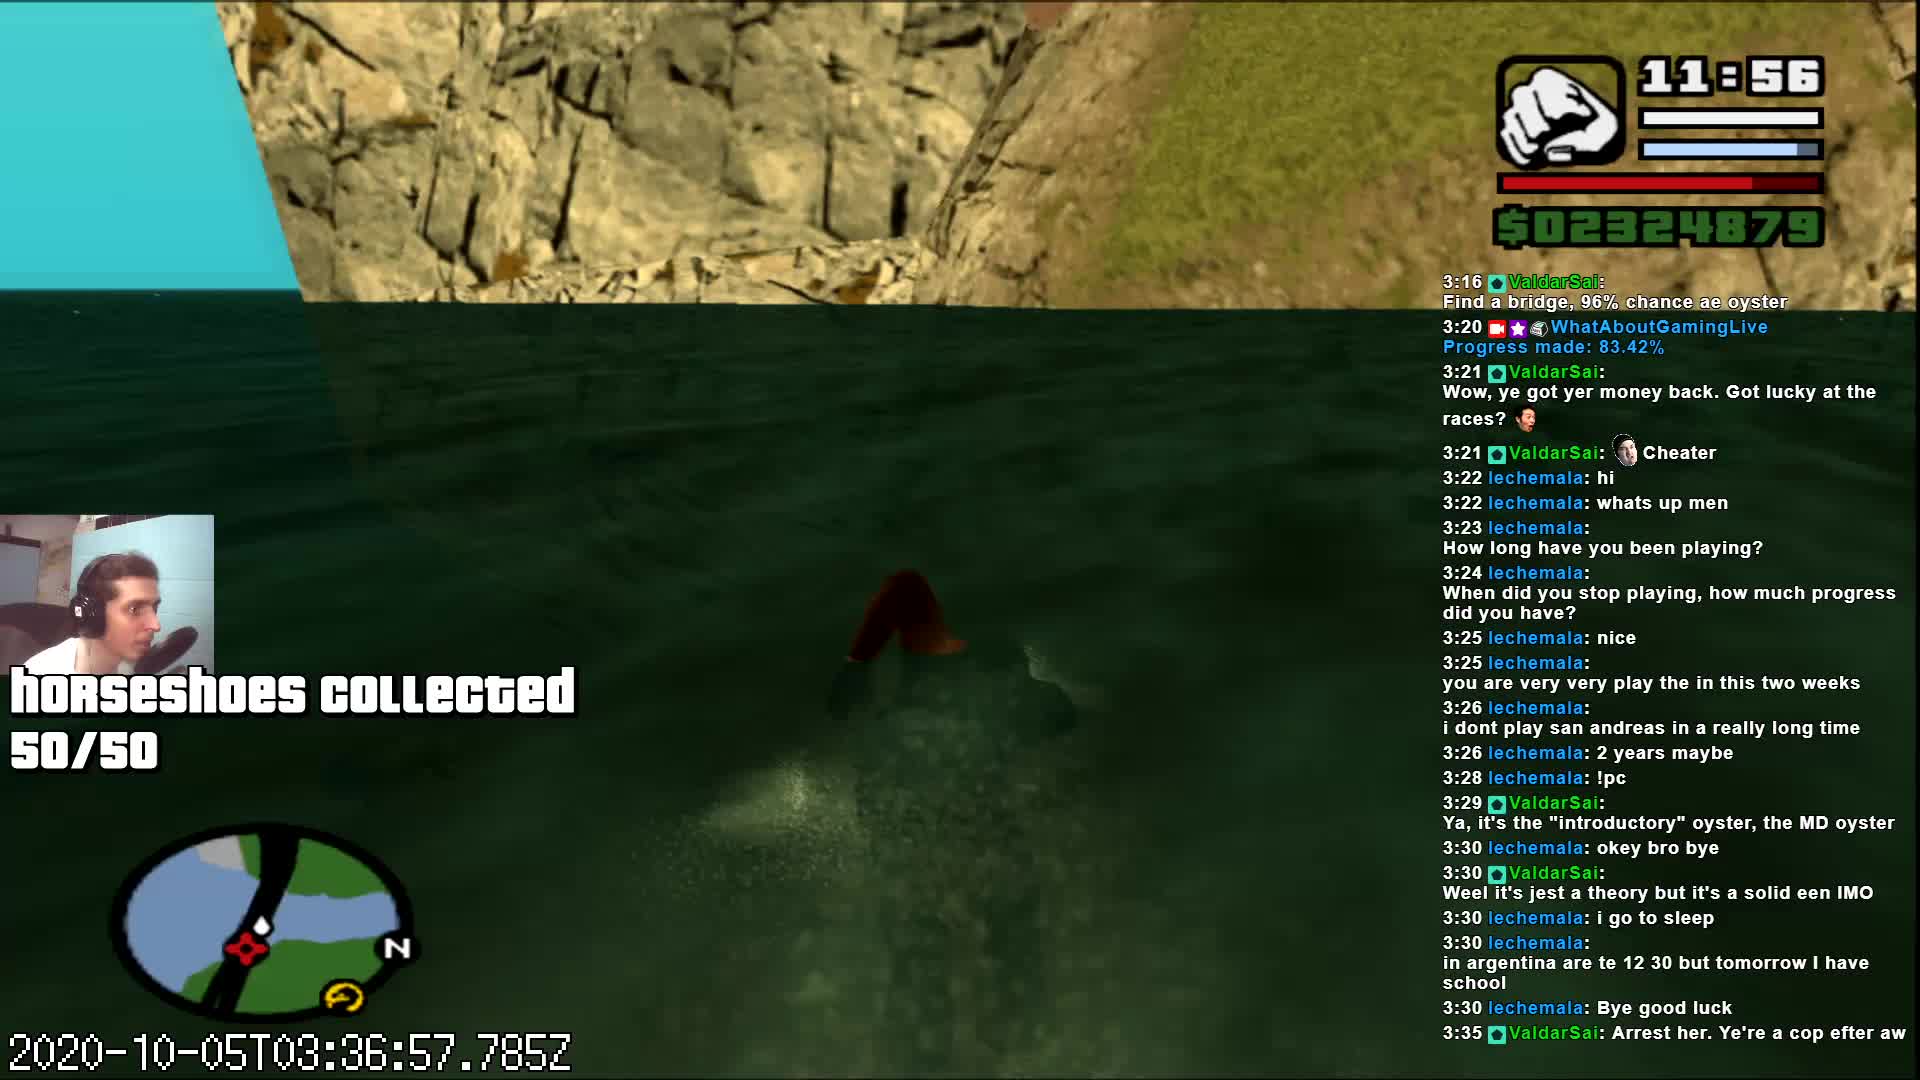 11:56
$02324879
3:16 ValdarSai:
Find a bridge, 96% chance ae oyster
3:20 WhatAboutGamingLive
Progress made: 83.42%
3:21 ValdarSai:
Wow, ye got yer money back. Got lucky at the
races?
3:21 ValdarSai: Cheater
3:22 lechemala: hi
3:22 lechemala: whats up men
3:23 lechemala:
How long have you been playing?
3:24 lechemala:
When did you stop playing, how much progress
did you have?
3:25 lechemala: nice
3:25 lechemala:
you are very very play the in this two weeks
3:26 lechemala:
i dont play san andreas in a really long time
3:26 lechemala: 2 years maybe
3:28 lechemala: !pc
3:29 ValdarSai:
Ya, it's the "introductory" oyster, the MD oyster
3:30 lechemala: okey bro bye
3:30 ValdarSai:
Weel it's jest a theory but it's a solid een IMO
3:30 lechemala: i go to sleep
3:30 lechemala:
in argentina are te 12 30 but tomorrow I have
school
3:30 lechemala: Bye good luck
3:35 ValdarSai: Arrest her. Ye're a cop efter aw
horseshoes collected
50/50
N
2020-10-05T03:36:57.785Z